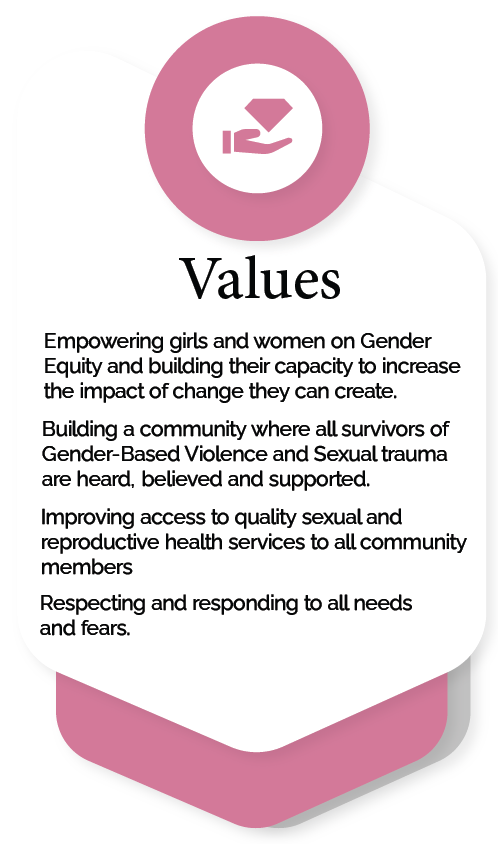 Values
Empowering girls and women on Gender
Equity and building their capacity to increase
the impact of change they can create.
Building a community where all survivors of
Gender-Based Violence and Sexual trauma
are heard, believed and supported.
Improving access to quality sexual and
reproductive health services to all community
members
Respecting and responding to all needs
and fears.